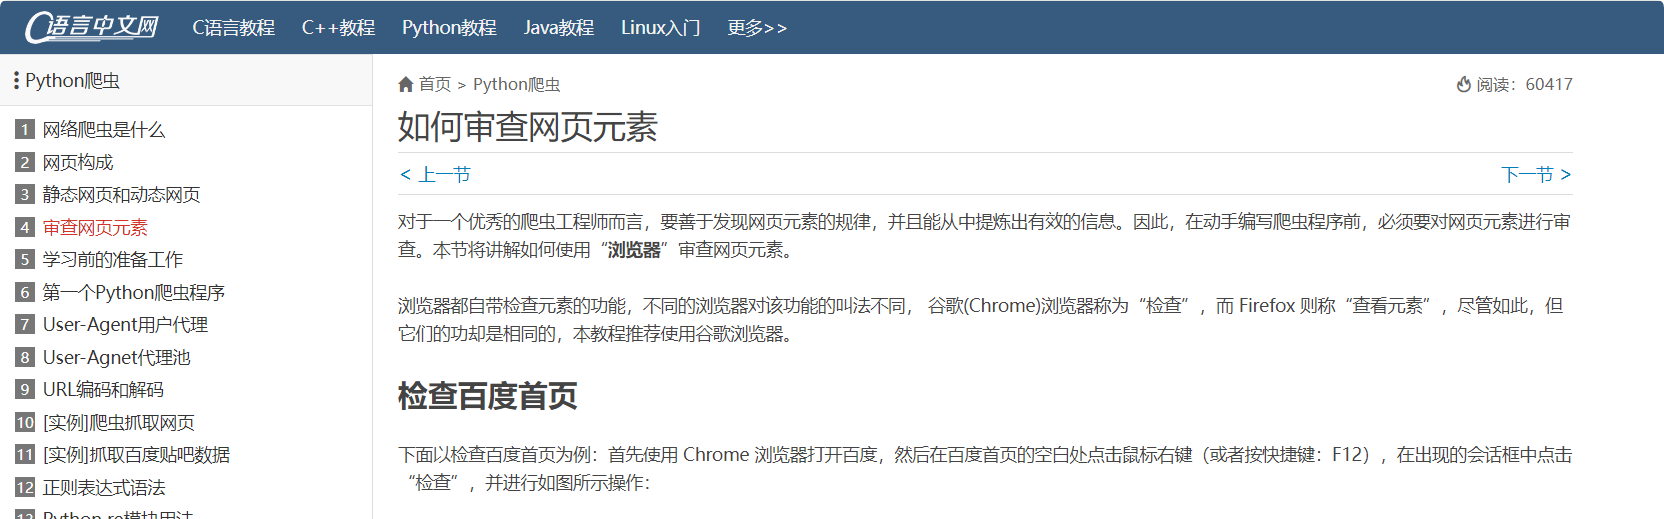 C语言中文网 C语言教程 C++教程 Python教程 Java教程 Linux入门 更多>>
Python爬虫
1 网络爬虫是什么
2 网页构成
3 静态网页和动态网页
4 审查网页元素
5 学习前的准备工作
6 第一个Python爬虫程序
7 User-Agent用户代理
8 User-Agnet代理池
9 URL编码和解码
10 [实例]爬虫抓取网页
11 [实例]抓取百度贴吧数据
12 正则表达式语法
13 Python re模块用法
首页 > Python爬虫 阅读：60417
如何审查网页元素
< 上一节 下一节 >
对于一个优秀的爬虫工程师而言，要善于发现网页元素的规律，并且能从中提炼出有效的信息。因此，在动手编写爬虫程序前，必须要对网页元素进行审
查。本节将讲解如何使用“浏览器”审查网页元素。
浏览器都自带检查元素的功能，不同的浏览器对该功能的叫法不同， 谷歌(Chrome)浏览器称为“检查”，而 Firefox 则称“查看元素”，尽管如此，但
它们的功却是相同的，本教程推荐使用谷歌浏览器。
检查百度首页
下面以检查百度首页为例：首先使用 Chrome 浏览器打开百度，然后在百度首页的空白处点击鼠标右键（或者按快捷键：F12），在出现的会话框中点击
“检查”，并进行如图所示操作：